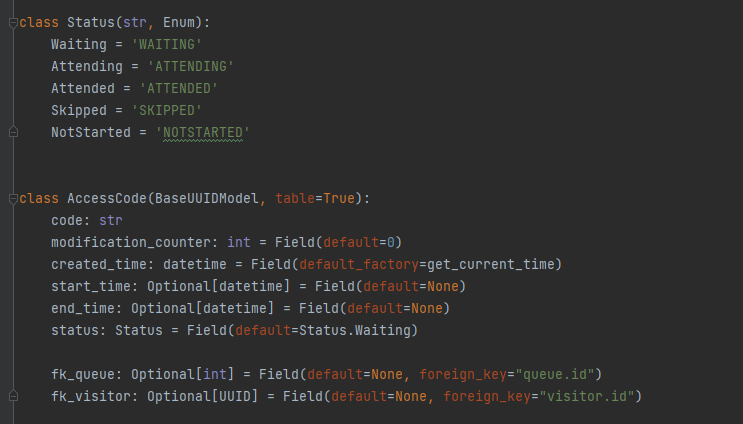 class Status(str, Enum):
    Waiting = 'WAITING'
    Attending = 'ATTENDING'
    Attended = 'ATTENDED'
    Skipped = 'SKIPPED'
    NotStarted = 'NOTSTARTED'
class AccessCode(BaseUUIDModel, table=True):
    code: str
    modification_counter: int = Field(default=0)
    created_time: datetime = Field(default_factory=get_current_time)
    start_time: Optional[datetime] = Field(default=None)
    end_time: Optional[datetime] = Field(default=None)
    status: Status = Field(default=Status.Waiting)
    fk_queue: Optional[int] = Field(default=None, foreign_key="queue.id")
    fk_visitor: Optional[UUID] = Field(default=None, foreign_key="visitor.id")